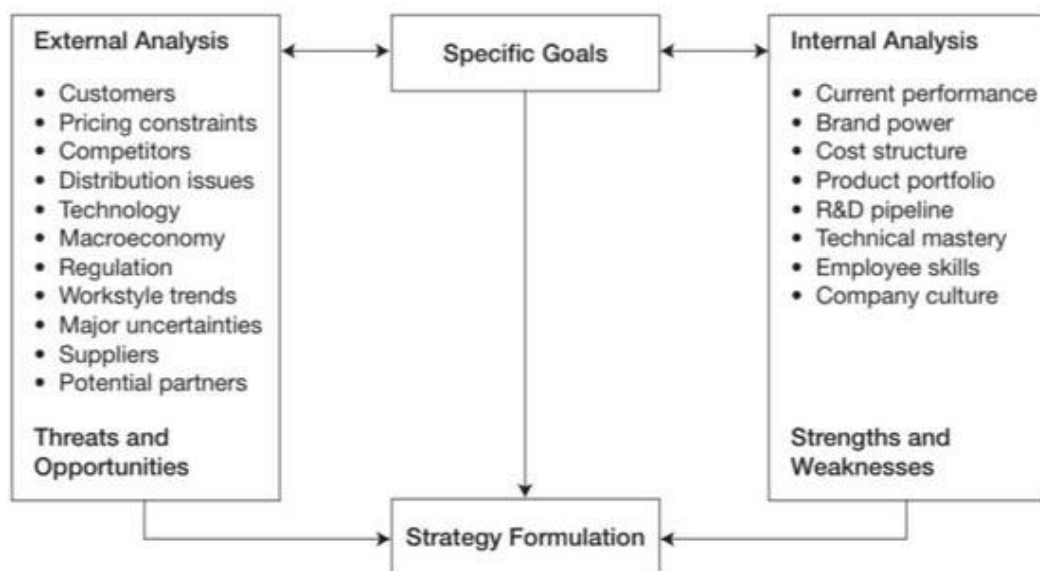 External Analysis
• Customers
• Pricing constraints
• Competitors
• Distribution issues
• Technology
• Macroeconomy
• Regulation
• Workstyle trends
• Major uncertainties
• Suppliers
• Potential partners
Threats and
Opportunities
Specific Goals
Internal Analysis
• Current performance
• Brand power
• Cost structure
• Product portfolio
• R&D pipeline
• Technical mastery
• Employee skills
• Company culture
Strengths and
Weaknesses
Strategy Formulation